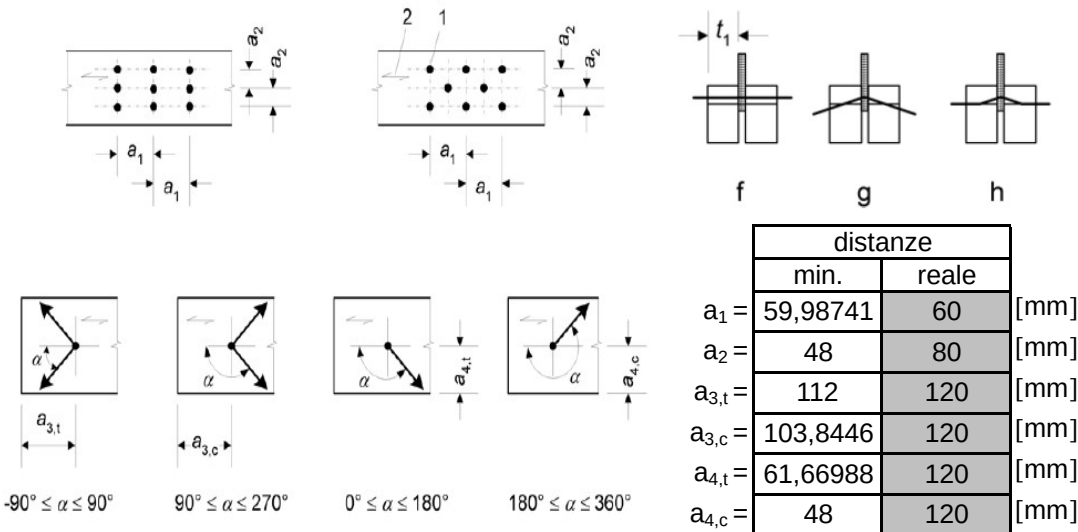 2 1
a2
a2
a2
a2
a1
a1
a1
a1
t1
f g h
distanze
min. reale
a1 = 59,98741 60 [mm]
a2 = 48 80 [mm]
a3,t = 112 120 [mm]
a3,c = 103,8446 120 [mm]
a4,t = 61,66988 120 [mm]
a4,c = 48 120 [mm]
α α α α
a4,t a4,c
a3,t a3,c
-90° ≤ α ≤ 90° 90° ≤ α ≤ 270° 0° ≤ α ≤ 180° 180° ≤ α ≤ 360°